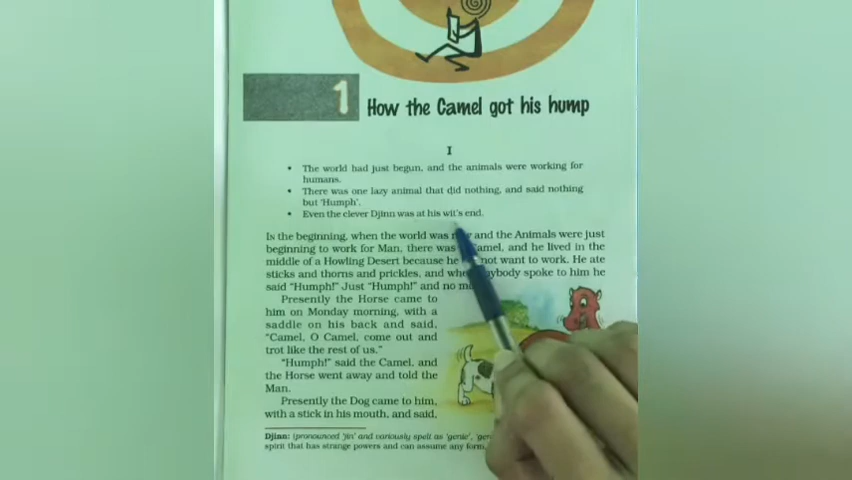 1
How the Camel got his hump
I
• The world had just begun, and the animals were working for
humans.
• There was one lazy animal that did nothing, and said nothing
but 'Humph'.
• Even the clever Djinn was at his wit's end.
In the beginning, when the world was new and the Animals were just
beginning to work for Man, there was Camel, and he lived in the
middle of a Howling Desert because he not want to work. He ate
sticks and thorns and prickles, and when anybody spoke to him he
said "Humph!" Just "Humph!" and no
Presently the Horse came to
him on Monday morning, with a
saddle on his back and said,
"Camel, O Camel, come out and
trot like the rest of us."
"Humph!" said the Camel, and
the Horse went away and told the
Man.
Presently the Dog came to him,
with a stick in his mouth, and said,
Djinn: (pronounced 'jin' and cariously spelt as 'genie',
spirit that has strange powers and can assume any form.